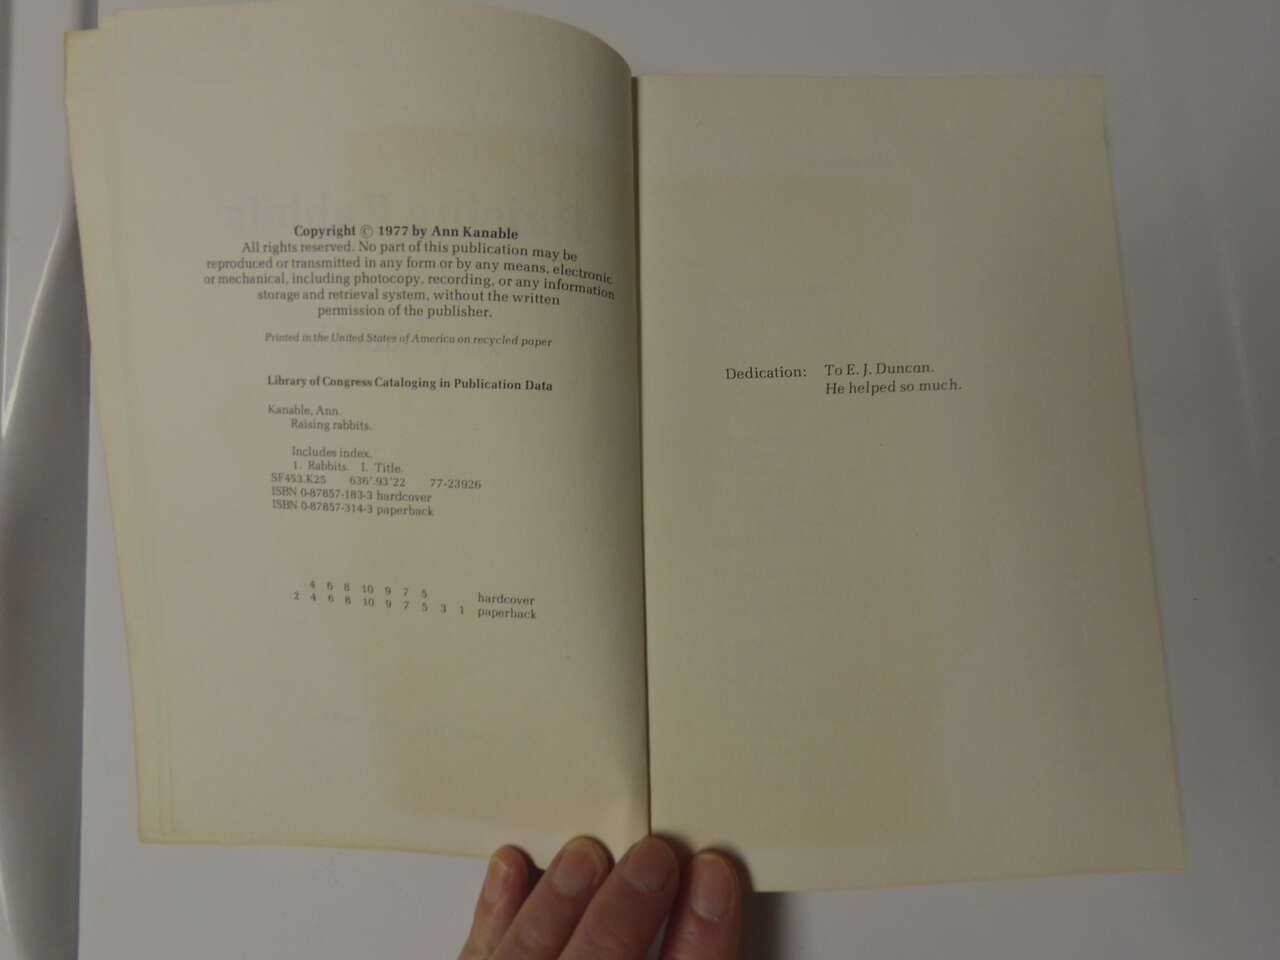 Copyright © 1977 by Ann Kanable
All rights reserved. No part of this publication may be
reproduced or transmitted in any form or by any means, electronic
or mechanical, including photocopy, recording, or any information
storage and retrieval system, without the written
permission of the publisher.
Printed in the United States of America on recycled paper
Library of Congress Cataloging in Publication Data
Kanable, Ann.
Raising rabbits.
Includes index.
1. Rabbits. I. Title.
SF453.K25 636'.93'22 77-23926
ISBN 0-87857-183-3 hardcover
ISBN 0-87857-314-3 paperback
4 6 8 10 9 7 5 hardcover
2 4 6 8 10 9 7 5 3 1 paperback
Dedication: To E. J. Duncan.
He helped so much.